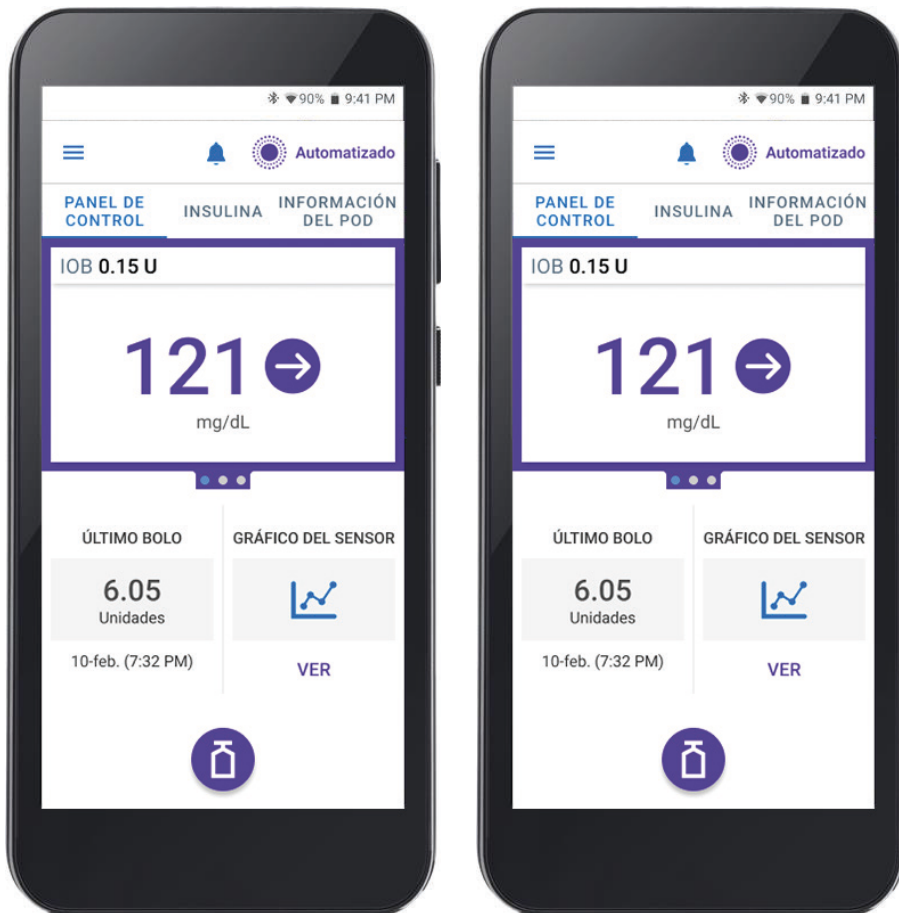 90% 9:41 PM
Automatizado
PANEL DE CONTROL
INSULINA
INFORMACIÓN DEL POD
IOB 0.15 U
121
mg/dL
ÚLTIMO BOLO
GRÁFICO DEL SENSOR
6.05
Unidades
10-feb. (7:32 PM)
VER
90% 9:41 PM
Automatizado
PANEL DE CONTROL
INSULINA
INFORMACIÓN DEL POD
IOB 0.15 U
121
mg/dL
ÚLTIMO BOLO
GRÁFICO DEL SENSOR
6.05
Unidades
10-feb. (7:32 PM)
VER